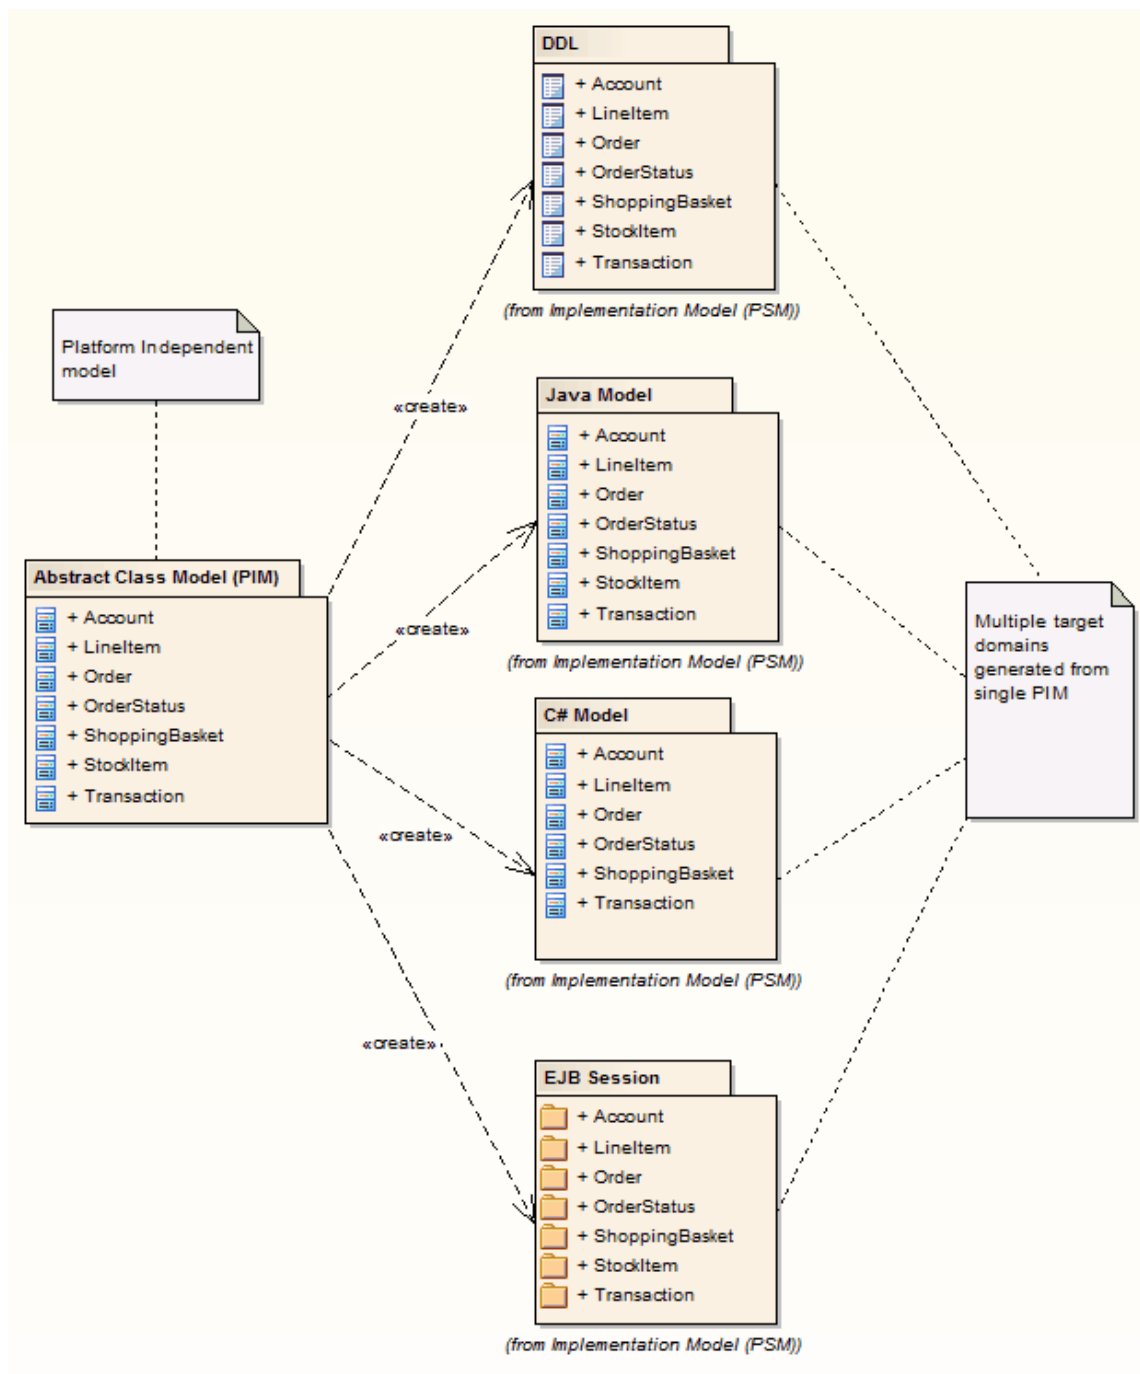 DDL
+ Account
+ LineItem
+ Order
+ OrderStatus
+ ShoppingBasket
+ StockItem
+ Transaction
(from Implementation Model (PSM))
Platform Independent
model
«create»
Java Model
+ Account
+ LineItem
+ Order
+ OrderStatus
+ ShoppingBasket
+ StockItem
+ Transaction
(from Implementation Model (PSM))
«create»
Abstract Class Model (PIM)
+ Account
+ LineItem
+ Order
+ OrderStatus
+ ShoppingBasket
+ StockItem
+ Transaction
Multiple target
domains
generated from
single PIM
C# Model
+ Account
+ LineItem
+ Order
+ OrderStatus
+ ShoppingBasket
+ Transaction
(from Implementation Model (PSM))
«create»
«create»
EJB Session
+ Account
+ LineItem
+ Order
+ OrderStatus
+ ShoppingBasket
+ StockItem
+ Transaction
(from Implementation Model (PSM))